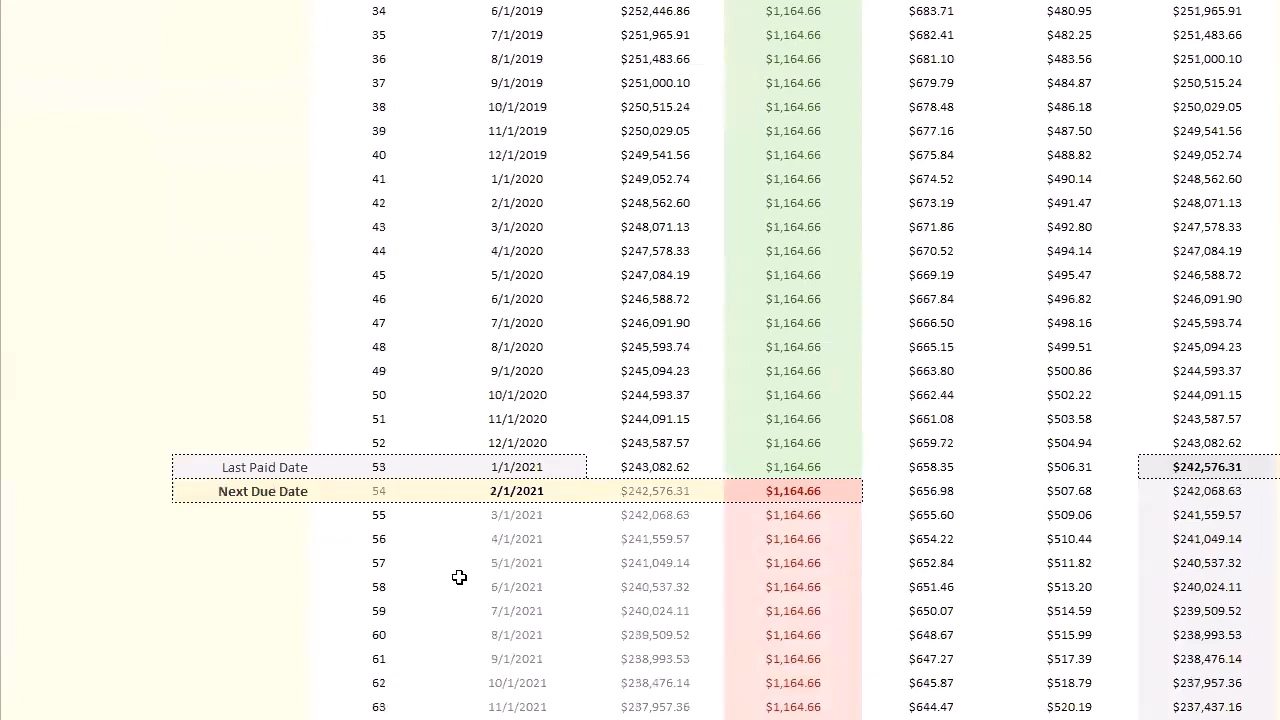 34 6/1/2019 $252,446.86 $1,164.66 $683.71 $480.95 $251,965.91
35 7/1/2019 $251,965.91 $1,164.66 $682.41 $482.25 $251,483.66
36 8/1/2019 $251,483.66 $1,164.66 $681.10 $483.56 $251,000.10
37 9/1/2019 $251,000.10 $1,164.66 $679.79 $484.87 $250,515.24
38 10/1/2019 $250,515.24 $1,164.66 $678.48 $486.18 $250,029.05
39 11/1/2019 $250,029.05 $1,164.66 $677.16 $487.50 $249,541.56
40 12/1/2019 $249,541.56 $1,164.66 $675.84 $488.82 $249,052.74
41 1/1/2020 $249,052.74 $1,164.66 $674.52 $490.14 $248,562.60
42 2/1/2020 $248,562.60 $1,164.66 $673.19 $491.47 $248,071.13
43 3/1/2020 $248,071.13 $1,164.66 $671.86 $492.80 $247,578.33
44 4/1/2020 $247,578.33 $1,164.66 $670.52 $494.14 $247,084.19
45 5/1/2020 $247,084.19 $1,164.66 $669.19 $495.47 $246,588.72
46 6/1/2020 $246,588.72 $1,164.66 $667.84 $496.82 $246,091.90
47 7/1/2020 $246,091.90 $1,164.66 $666.50 $498.16 $245,593.74
48 8/1/2020 $245,593.74 $1,164.66 $665.15 $499.51 $245,094.23
49 9/1/2020 $245,094.23 $1,164.66 $663.80 $500.86 $244,593.37
50 10/1/2020 $244,593.37 $1,164.66 $662.44 $502.22 $244,091.15
51 11/1/2020 $244,091.15 $1,164.66 $661.08 $503.58 $243,587.57
52 12/1/2020 $243,587.57 $1,164.66 $659.72 $504.94 $243,082.62
Last Paid Date 53 1/1/2021 $243,082.62 $1,164.66 $658.35 $506.31 $242,576.31
Next Due Date 54 2/1/2021 $242,576.31 $1,164.66 $656.98 $507.68 $242,068.63
55 3/1/2021 $242,068.63 $1,164.66 $655.60 $509.06 $241,559.57
56 4/1/2021 $241,559.57 $1,164.66 $654.22 $510.44 $241,049.14
57 5/1/2021 $241,049.14 $1,164.66 $652.84 $511.82 $240,537.32
58 6/1/2021 $240,537.32 $1,164.66 $651.46 $513.20 $240,024.11
59 7/1/2021 $240,024.11 $1,164.66 $650.07 $514.59 $239,509.52
60 8/1/2021 $239,509.52 $1,164.66 $648.67 $515.99 $238,993.53
61 9/1/2021 $238,993.53 $1,164.66 $647.27 $517.39 $238,476.14
62 10/1/2021 $238,476.14 $1,164.66 $645.87 $518.79 $237,957.36
63 11/1/2021 $237,957.36 $1,164.66 $644.47 $520.19 $237,437.16